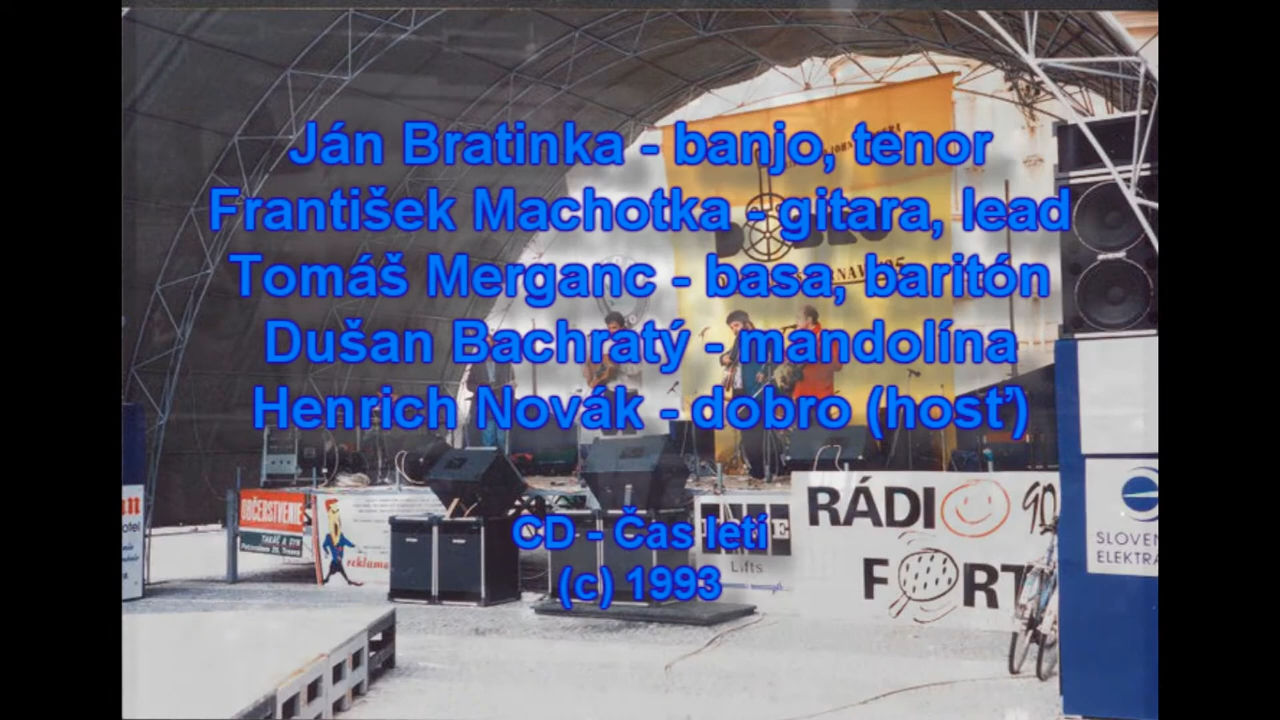 Ján Bratinka - banjo, tenor
František Machotka - gitara, lead
Tomáš Merganc - basa, baritón
Dušan Bachratý - mandolína
Henrich Novák - dobro (hosť)
CD - Čas letí
(c) 1993
OBČERSTVENIE
reklama
Lifts
RÁDIO
FORT
SLOVEN
ELEKTRA